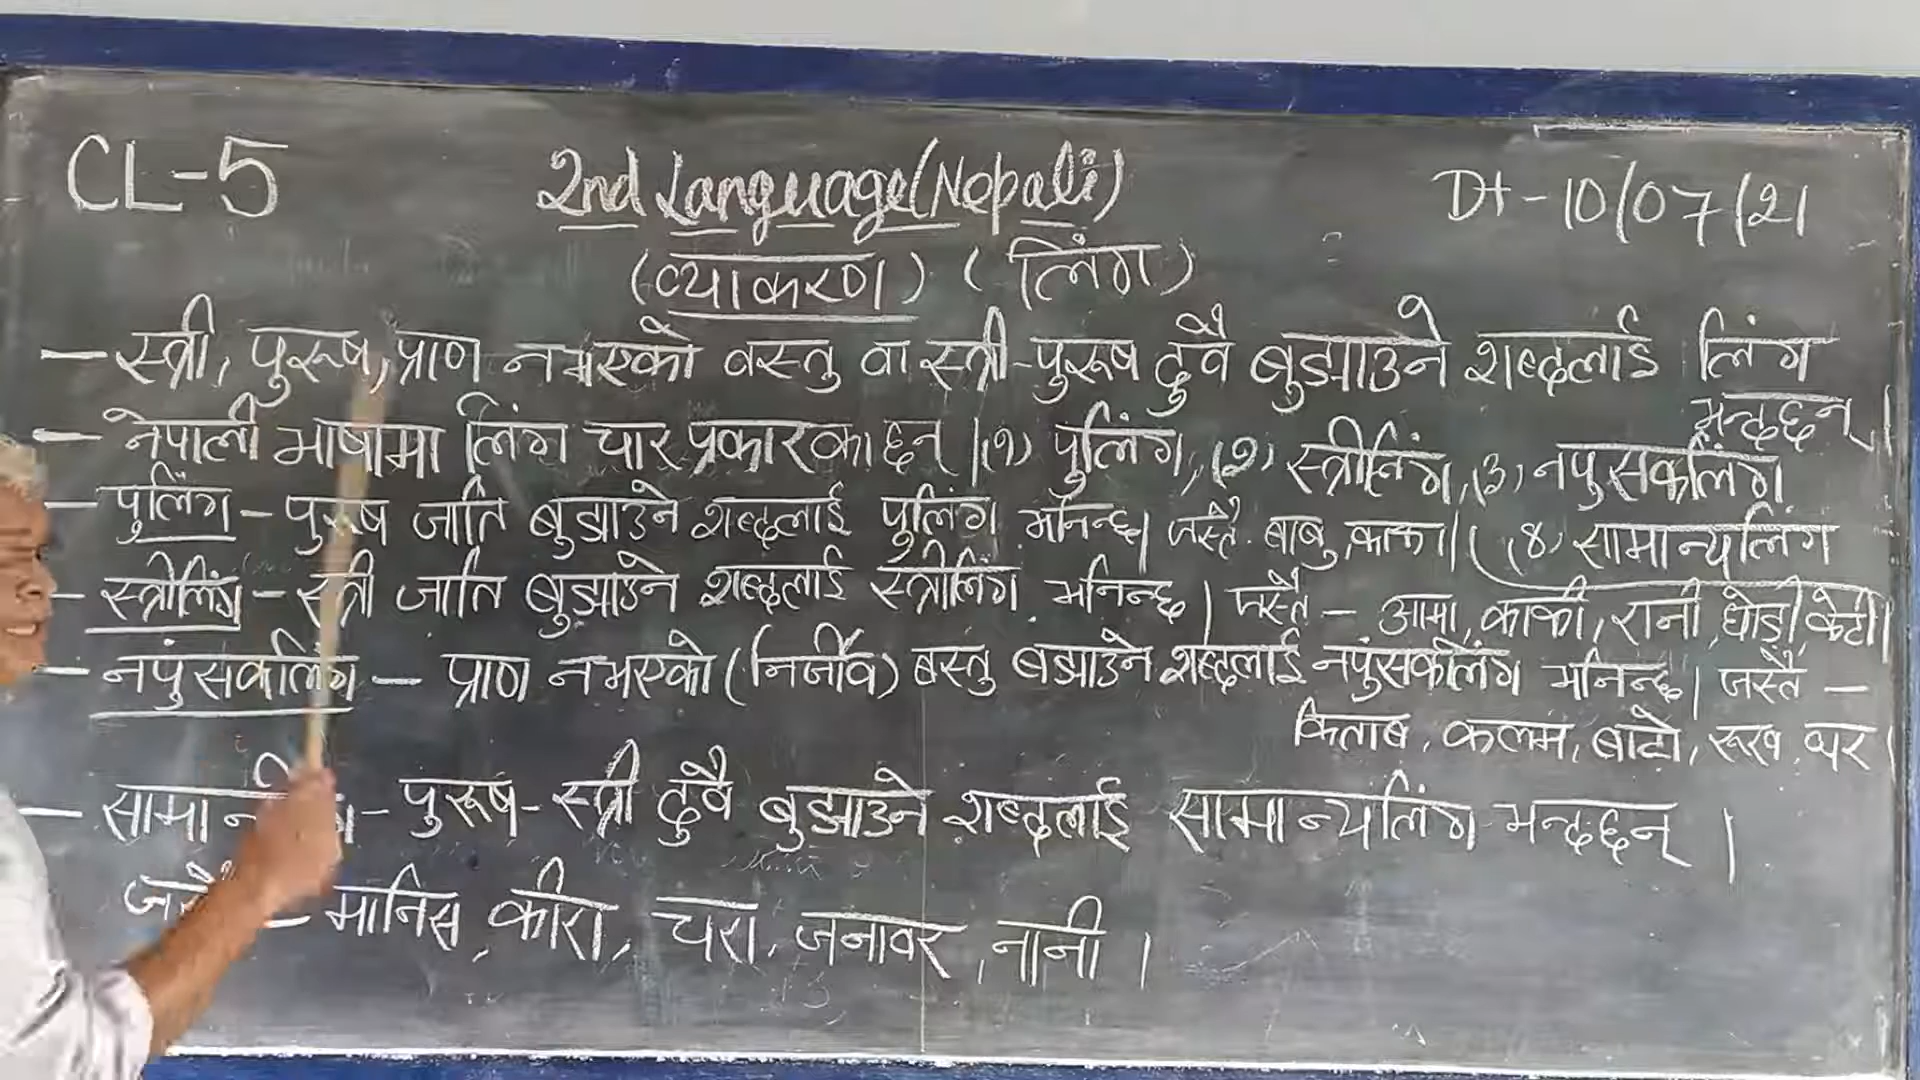 CL-5
2nd Language(Nepali)
Dt-10/07/21
(व्याकरण) (लिंग)
— स्त्री, पुरूष, प्राण नभएको वस्तु वा स्त्री-पुरूष दुवै बुझाउने शब्दलाई लिंग
भन्दछन् ।
— नेपाली भाषामा लिंग चार प्रकारका छन् । (१) पुलिंग, (२) स्त्रीलिंग, (३) नपुसकलिंग
(४) सामान्यलिंग
— पुलिंग - पुरूष जाति बुझाउने शब्दलाई पुलिंग भनिन्छ। जस्तै- बाबु, काका।
— स्त्रीलिंग - स्त्री जाति बुझाउने शब्दलाई स्त्रीलिंग भनिन्छ । जस्तै - आमा, काकी, रानी, घोडी, केटी।
— नपुंसकलिंग - प्राण नभएको (निर्जीव) बस्तु बझाउने शब्दलाई नपुंसकलिंग भनिन्छ। जस्तै -
किताब, कलम, बाटो, रूख, घर।
— पुरूष- स्त्री दुवै बुझाउने शब्दलाई सामान्यलिंग भन्दछन् ।
— मानिस, कीरा, चरा, जनावर, नानी ।